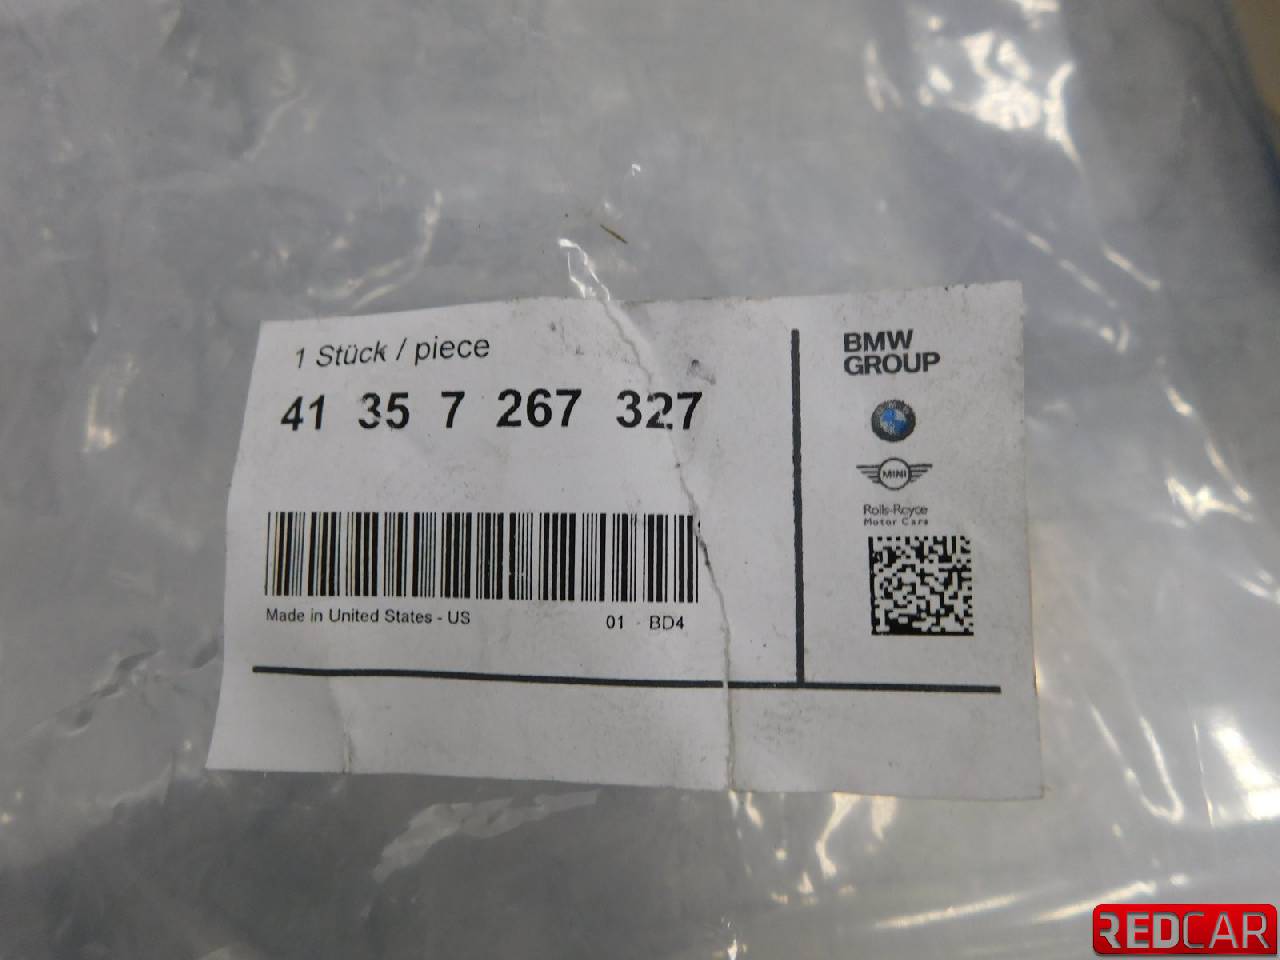 1 Stück / piece
41 35 7 267 327
Made in United States - US
01 BD4
BMW
GROUP
MINI
Rolls-Royce
Motor Cars
REDCAR